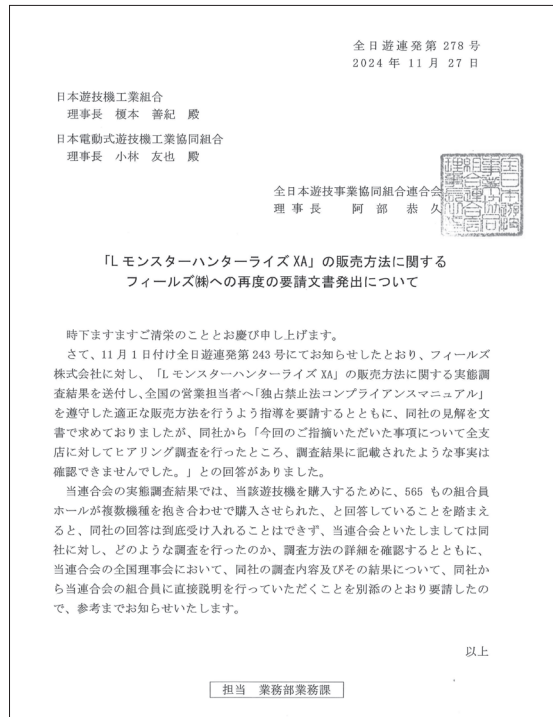 全日遊連発第 278 号
2024 年 11 月 27 日
日本遊技機工業組合
理事長 榎本 善紀 殿
日本電動式遊技機工業協同組合
理事長 小林 友也 殿
全日本遊技事業協同組合連合会
理 事 長 阿 部 恭 久
「L モンスターハンターライズ XA」の販売方法に関する
フィールズ㈱への再度の要請文書発出について
時下ますますご清栄のこととお慶び申し上げます。
さて、11 月 1 日付け全日遊連発第 243 号にてお知らせしたとおり、フィールズ
株式会社に対し、「L モンスターハンターライズ XA」の販売方法に関する実態調
査結果を送付し、全国の営業担当者へ「独占禁止法コンプライアンスマニュアル」
を遵守した適正な販売方法を行うよう指導を要請するとともに、同社の見解を文
書で求めておりましたが、同社から「今回のご指摘いただいた事項について全支
店に対してヒアリング調査を行ったところ、調査結果に記載されたような事実は
確認できませんでした。」との回答がありました。
当連合会の実態調査結果では、当該遊技機を購入するために、565 もの組合員
ホールが複数機種を抱き合わせで購入させられた、と回答していることを踏まえ
ると、同社の回答は到底受け入れることはできず、当連合会といたしましては同
社に対し、どのような調査を行ったのか、調査方法の詳細を確認するとともに、
当連合会の全国理事会において、同社の調査内容及びその結果について、同社か
ら当連合会の組合員に直接説明を行っていただくことを別添のとおり要請したの
で、参考までお知らせいたします。
以上
担当 業務部業務課